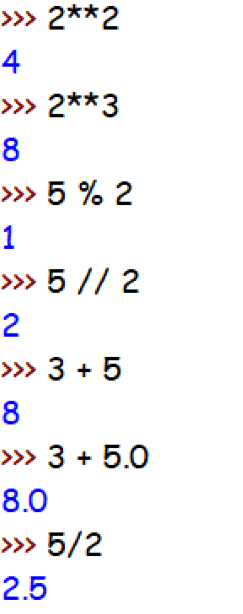 >>> 2**2
4
>>> 2**3
8
>>> 5 % 2
1
>>> 5 // 2
2
>>> 3 + 5
8
>>> 3 + 5.0
8.0
>>> 5/2
2.5